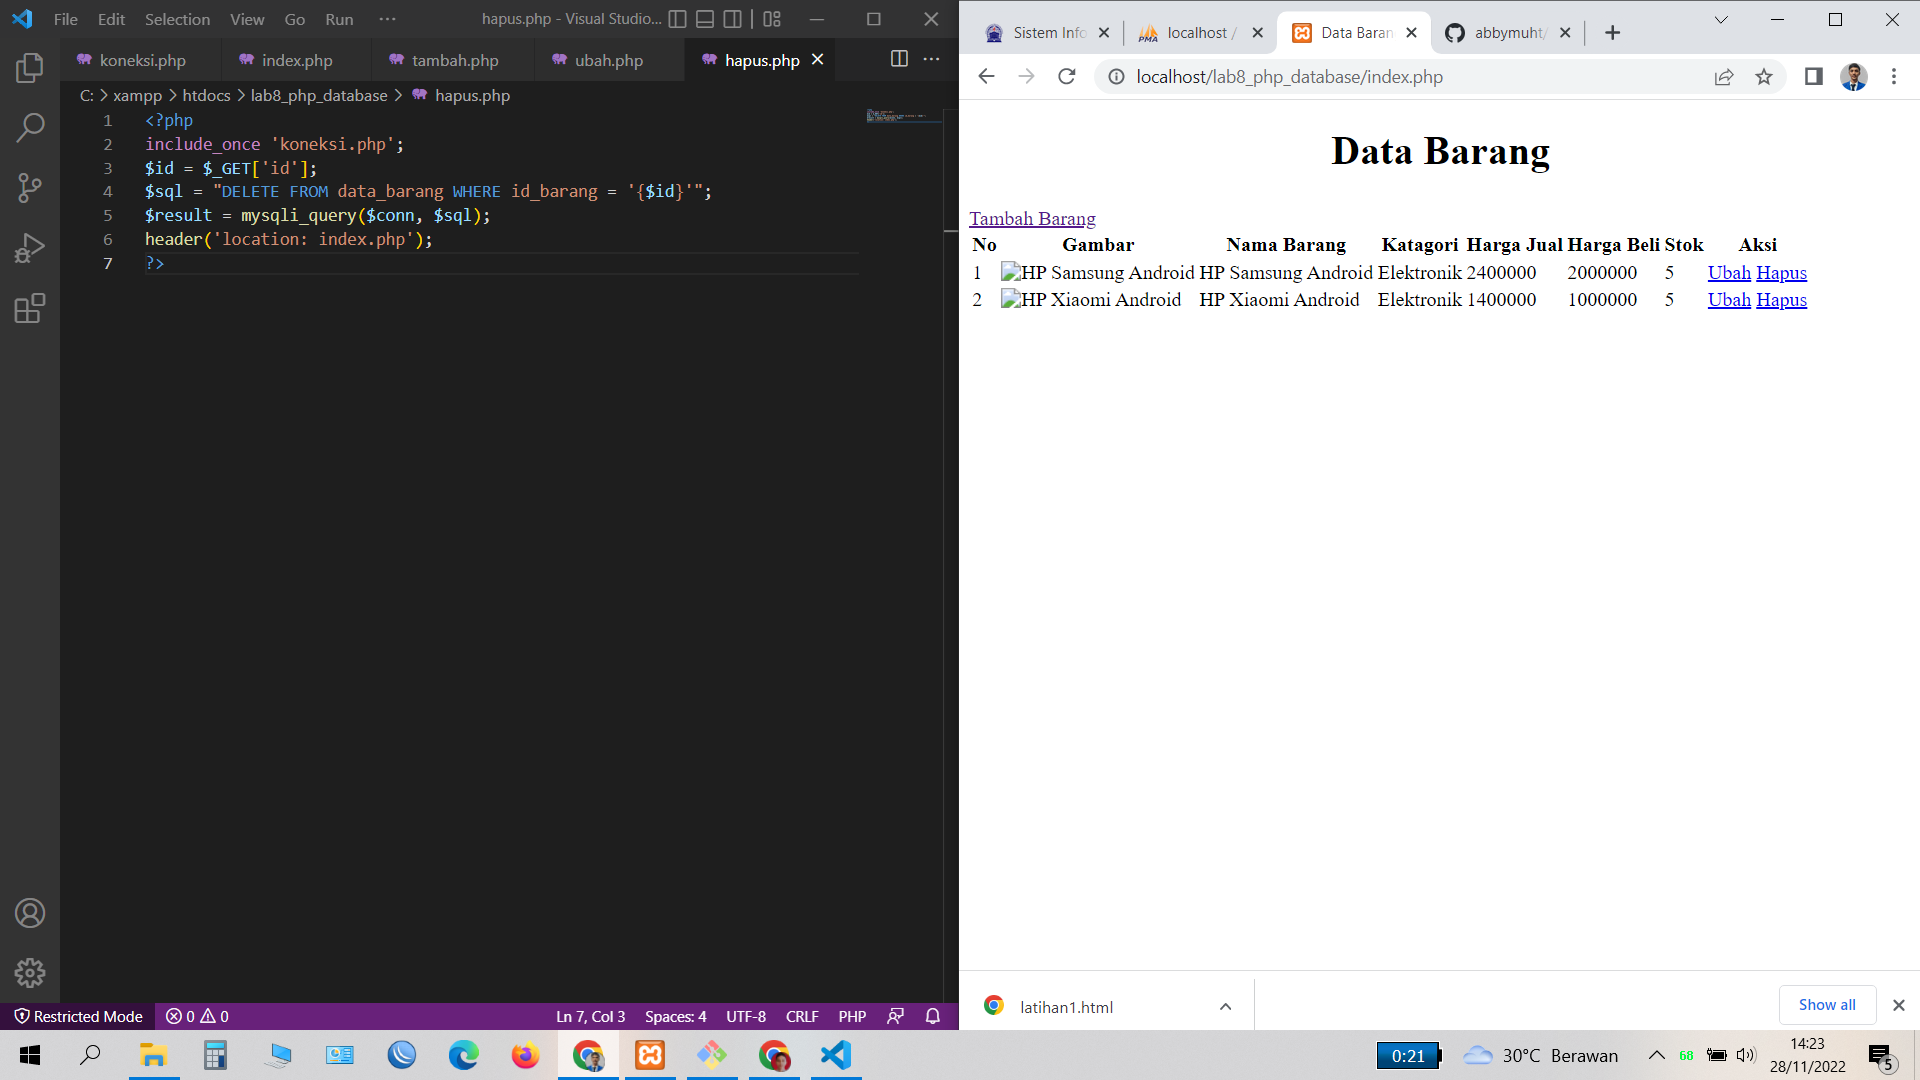 File Edit Selection View Go Run ··· hapus.php - Visual Studio...
koneksi.php index.php tambah.php ubah.php hapus.php
C: > xampp > htdocs > lab8_php_database > hapus.php
1 <?php
2 include_once 'koneksi.php';
3 $id = $_GET['id'];
4 $sql = "DELETE FROM data_barang WHERE id_barang = '{$id}'";
5 $result = mysqli_query($conn, $sql);
6 header('location: index.php');
7 ?>
Restricted Mode 0 0 Ln 7, Col 3 Spaces: 4 UTF-8 CRLF PHP
Sistem Info localhost / Data Baran abbymuht/
localhost/lab8_php_database/index.php
Data Barang
Tambah Barang
No Gambar Nama Barang Katagori Harga Jual Harga Beli Stok Aksi
1 HP Samsung Android HP Samsung Android Elektronik 2400000 2000000 5 Ubah Hapus
2 HP Xiaomi Android HP Xiaomi Android Elektronik 1400000 1000000 5 Ubah Hapus
latihan1.html Show all
0:21 30°C Berawan 68 14:23
28/11/2022 5